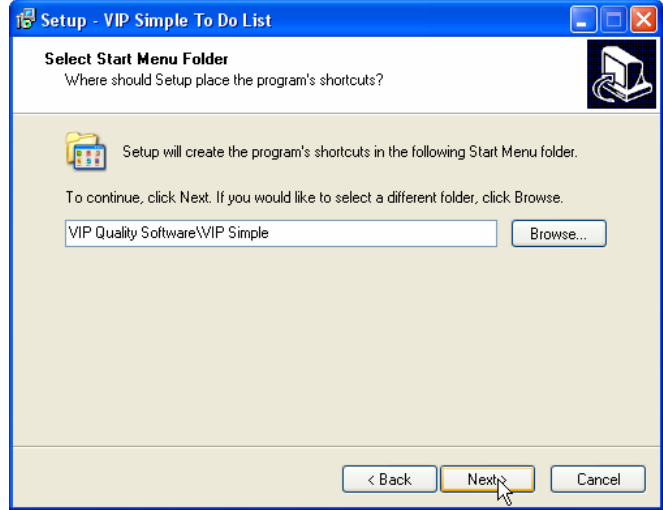 Setup - VIP Simple To Do List
Select Start Menu Folder
Where should Setup place the program's shortcuts?
Setup will create the program's shortcuts in the following Start Menu folder.
To continue, click Next. If you would like to select a different folder, click Browse.
VIP Quality Software\VIP Simple
Browse...
< Back
Next >
Cancel